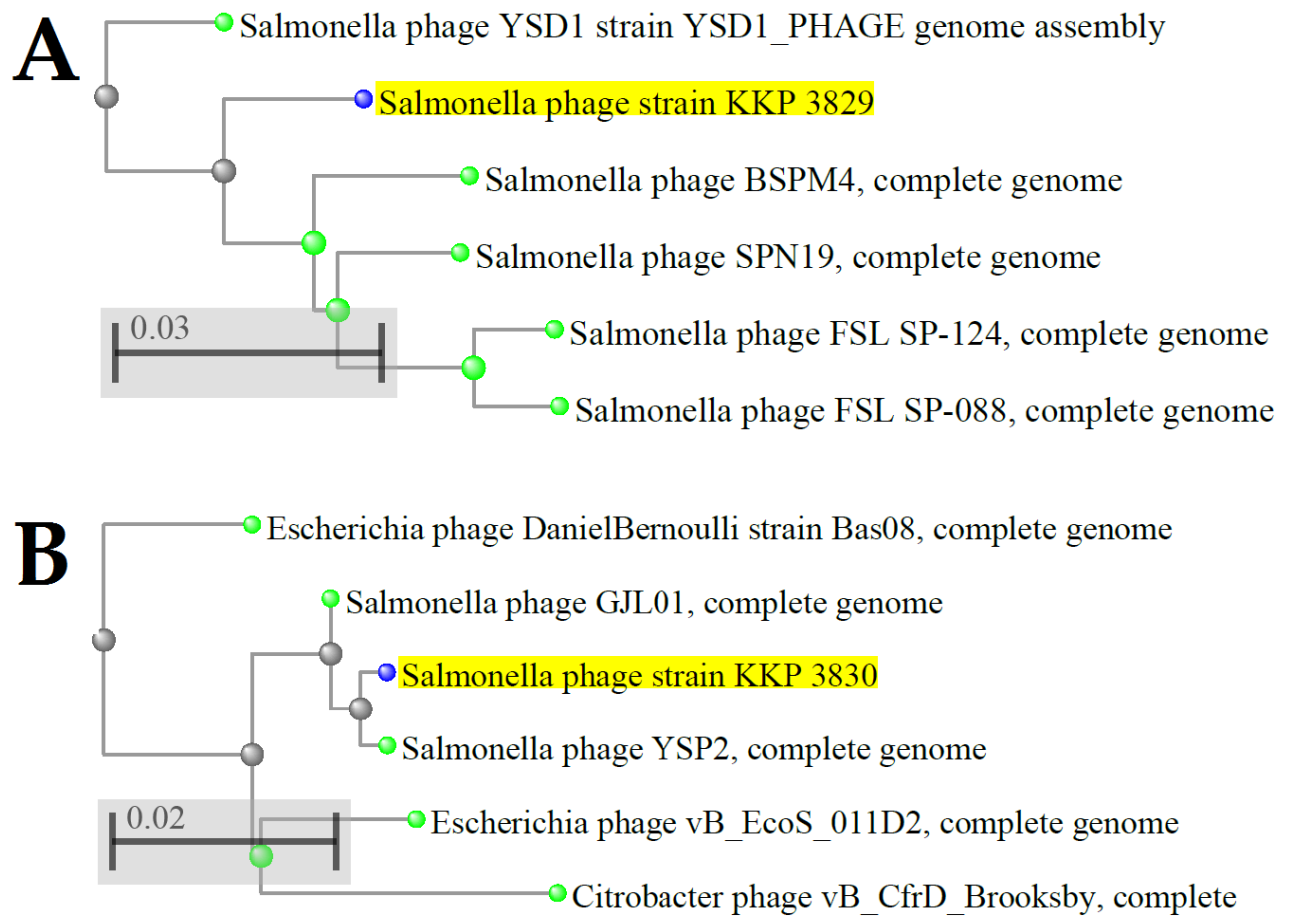 A
Salmonella phage YSD1 strain YSD1_PHAGE genome assembly
Salmonella phage strain KKP 3829
Salmonella phage BSPM4, complete genome
Salmonella phage SPN19, complete genome
0.03
Salmonella phage FSL SP-124, complete genome
Salmonella phage FSL SP-088, complete genome
B
Escherichia phage DanielBernoulli strain Bas08, complete genome
Salmonella phage GJL01, complete genome
Salmonella phage strain KKP 3830
Salmonella phage YSP2, complete genome
0.02
Escherichia phage vB_EcoS_011D2, complete genome
Citrobacter phage vB_CfrD_Brooksby, complete